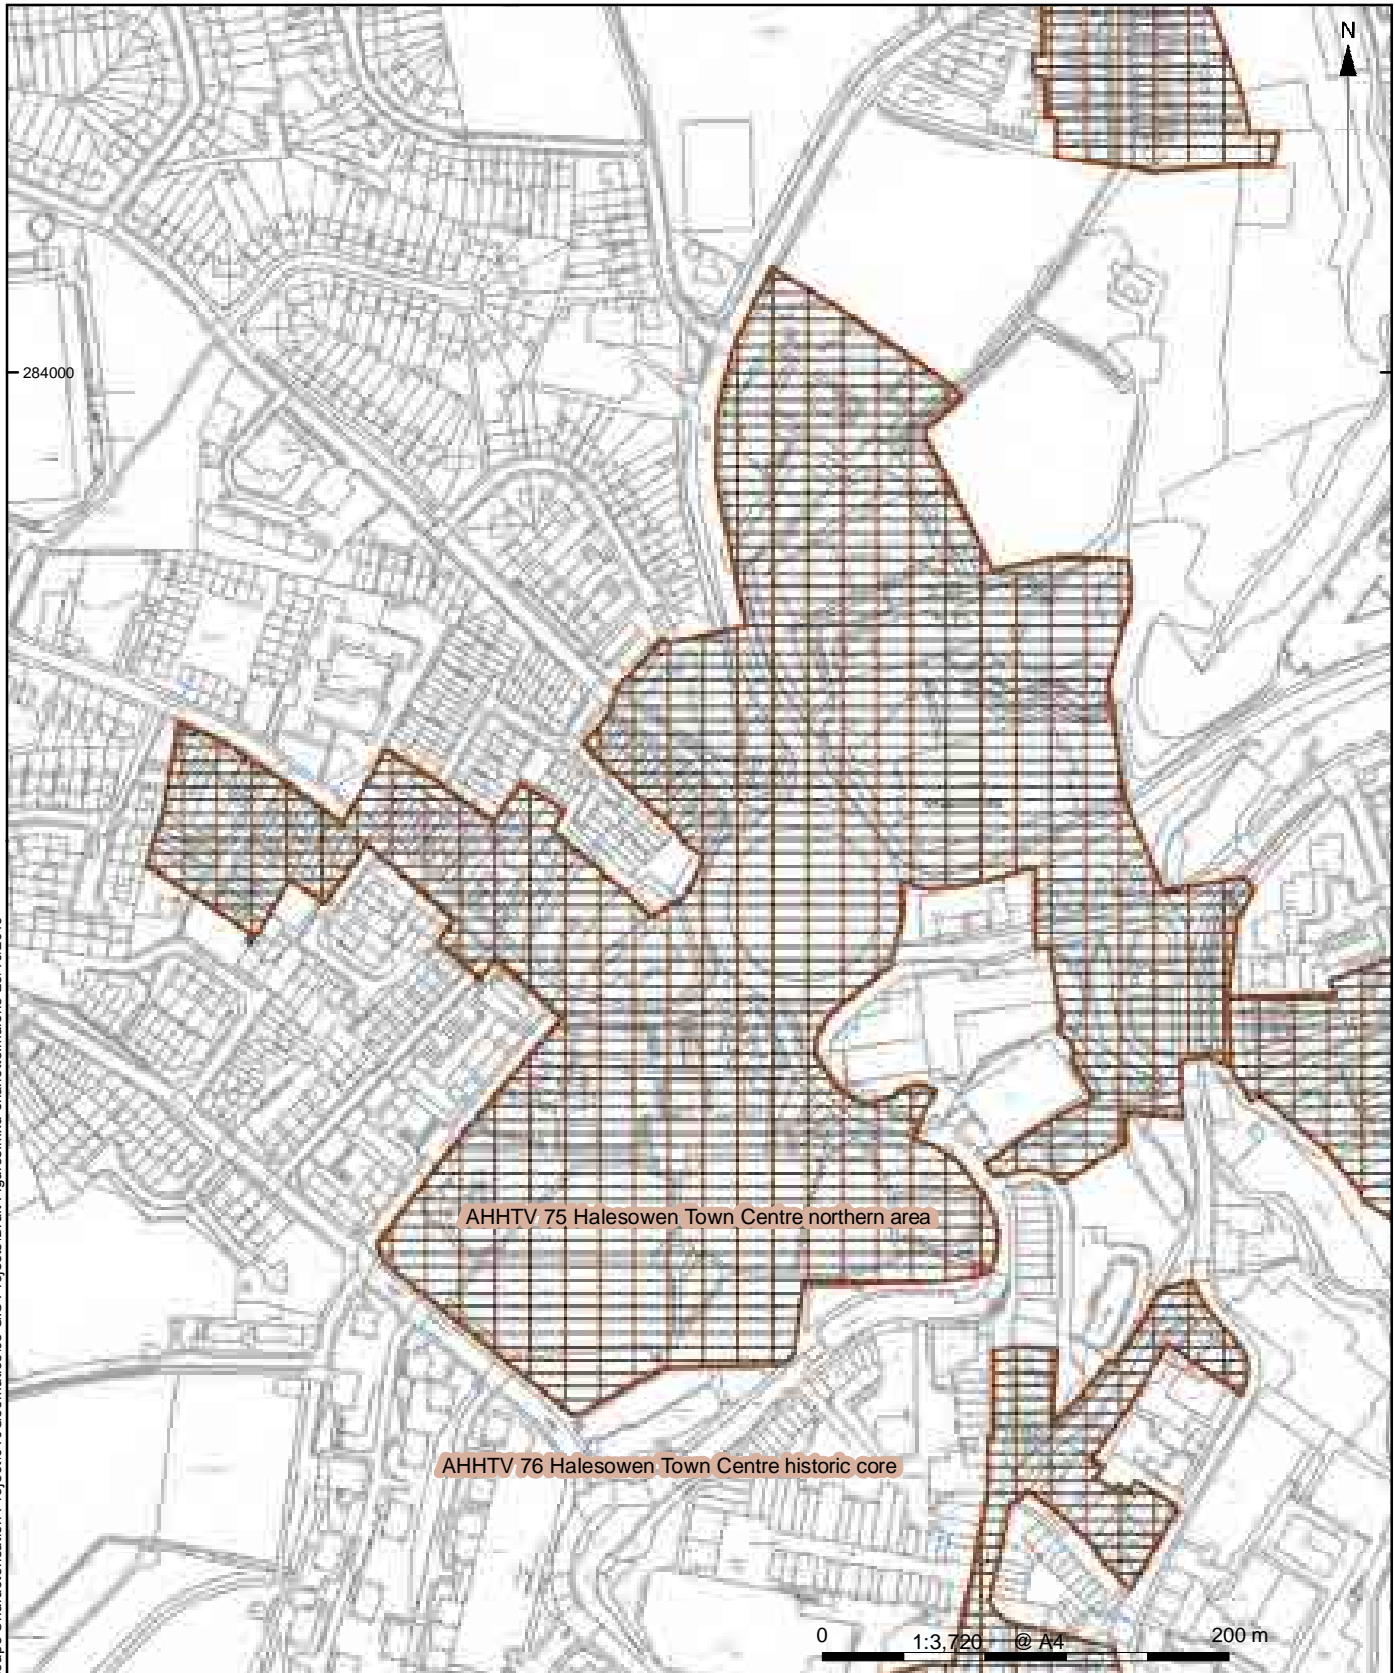 N
284000
AHHTV 75 Halesowen Town Centre northern area
AHHTV 76 Halesowen Town Centre historic core
0 1:3,720 @ A4 200 m